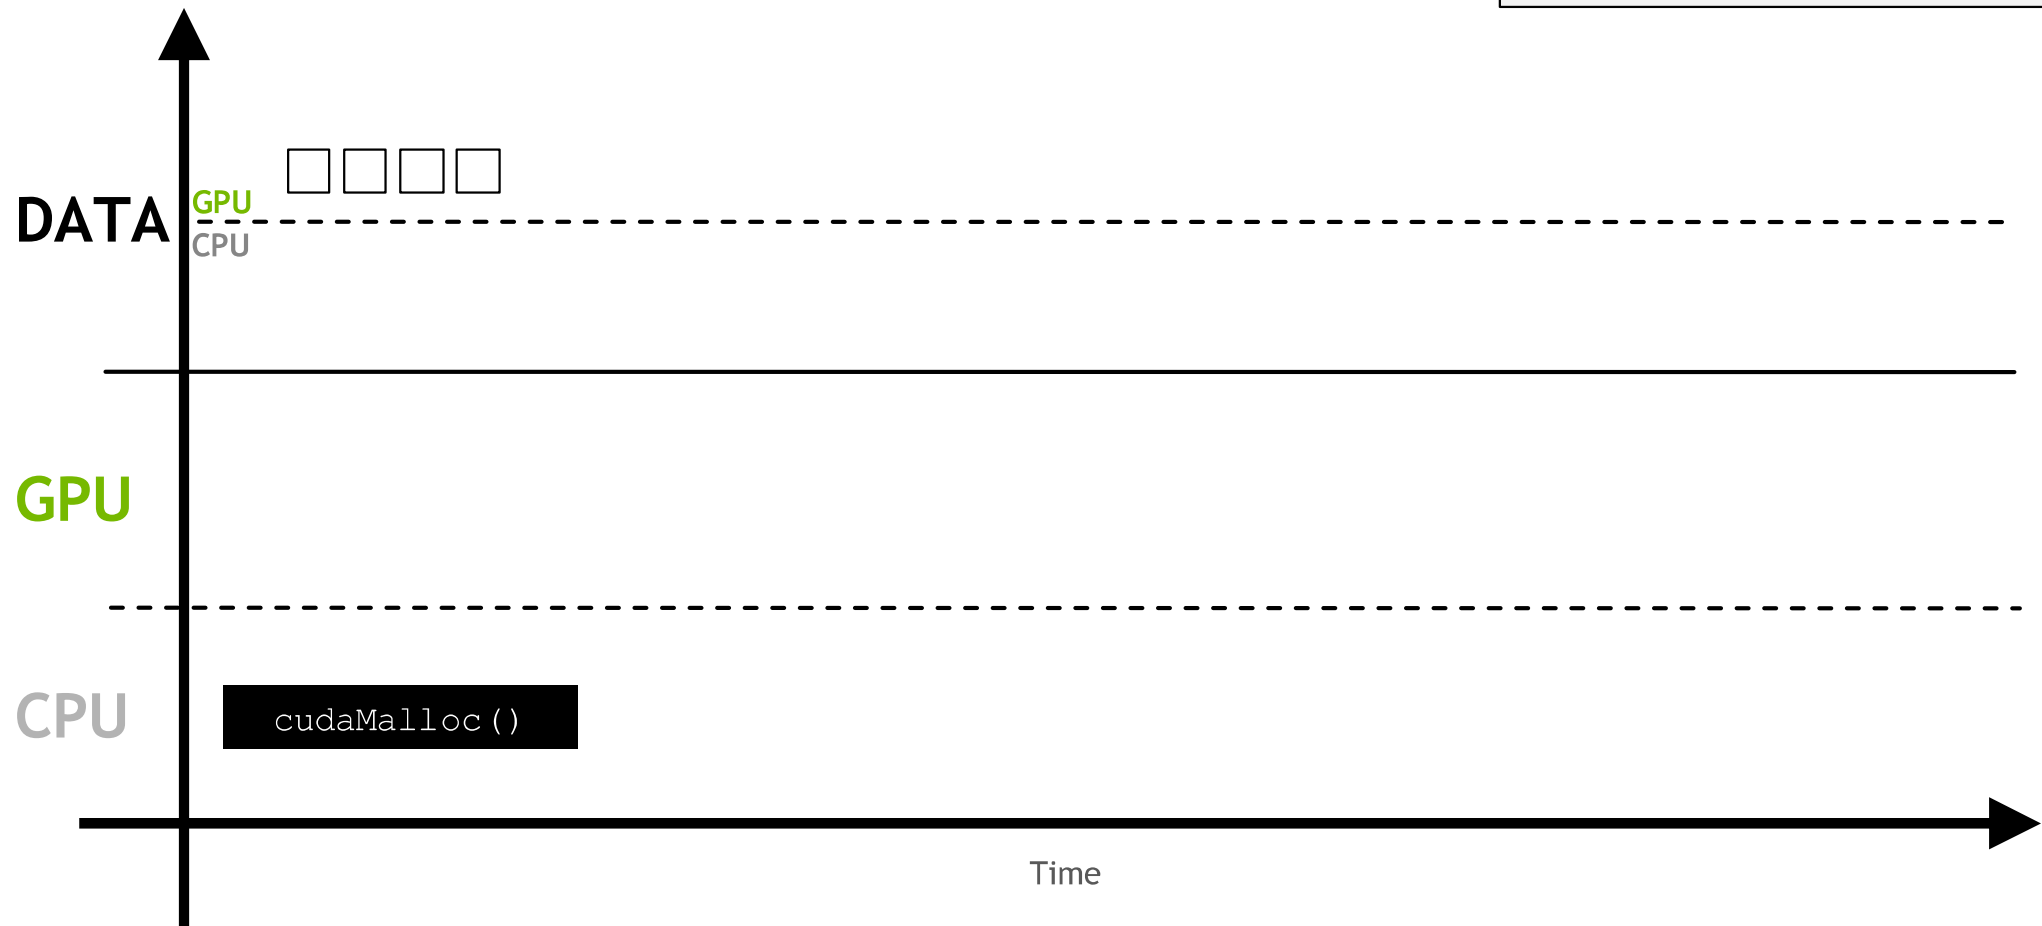 DATA
GPU
CPU
GPU
CPU
cudaMalloc()
Time